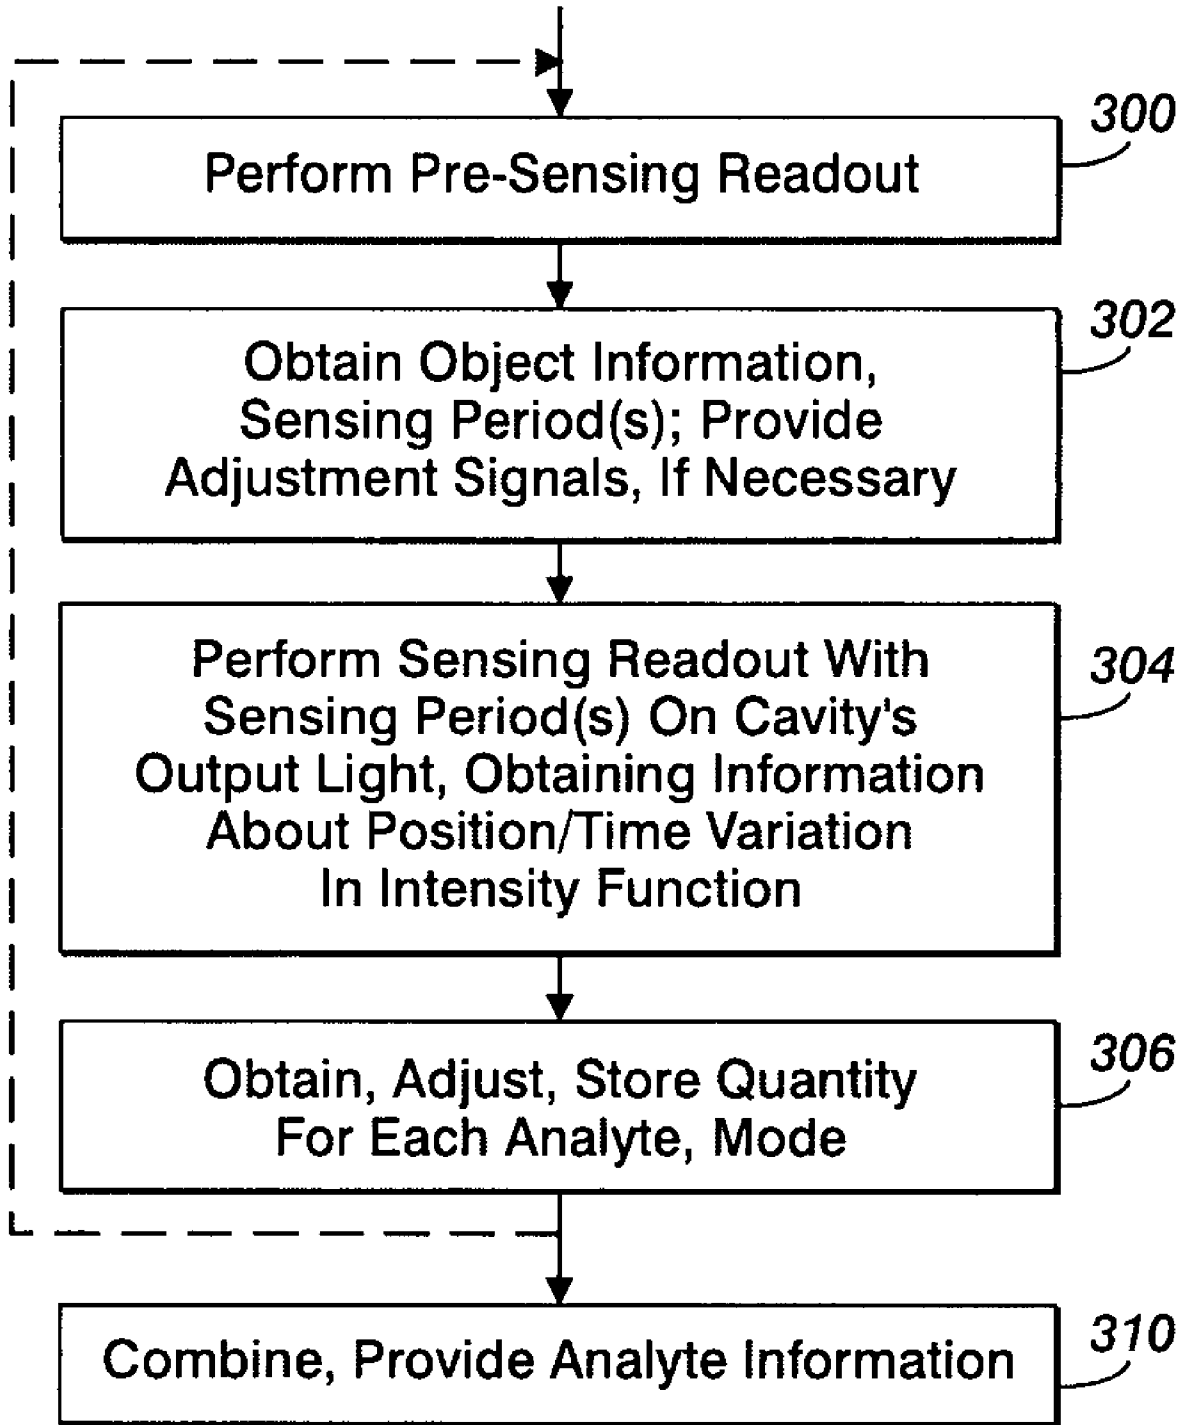 300
Perform Pre-Sensing Readout
302
Obtain Object Information,
Sensing Period(s); Provide
Adjustment Signals, If Necessary
304
Perform Sensing Readout With
Sensing Period(s) On Cavity's
Output Light, Obtaining Information
About Position/Time Variation
In Intensity Function
306
Obtain, Adjust, Store Quantity
For Each Analyte, Mode
310
Combine, Provide Analyte Information